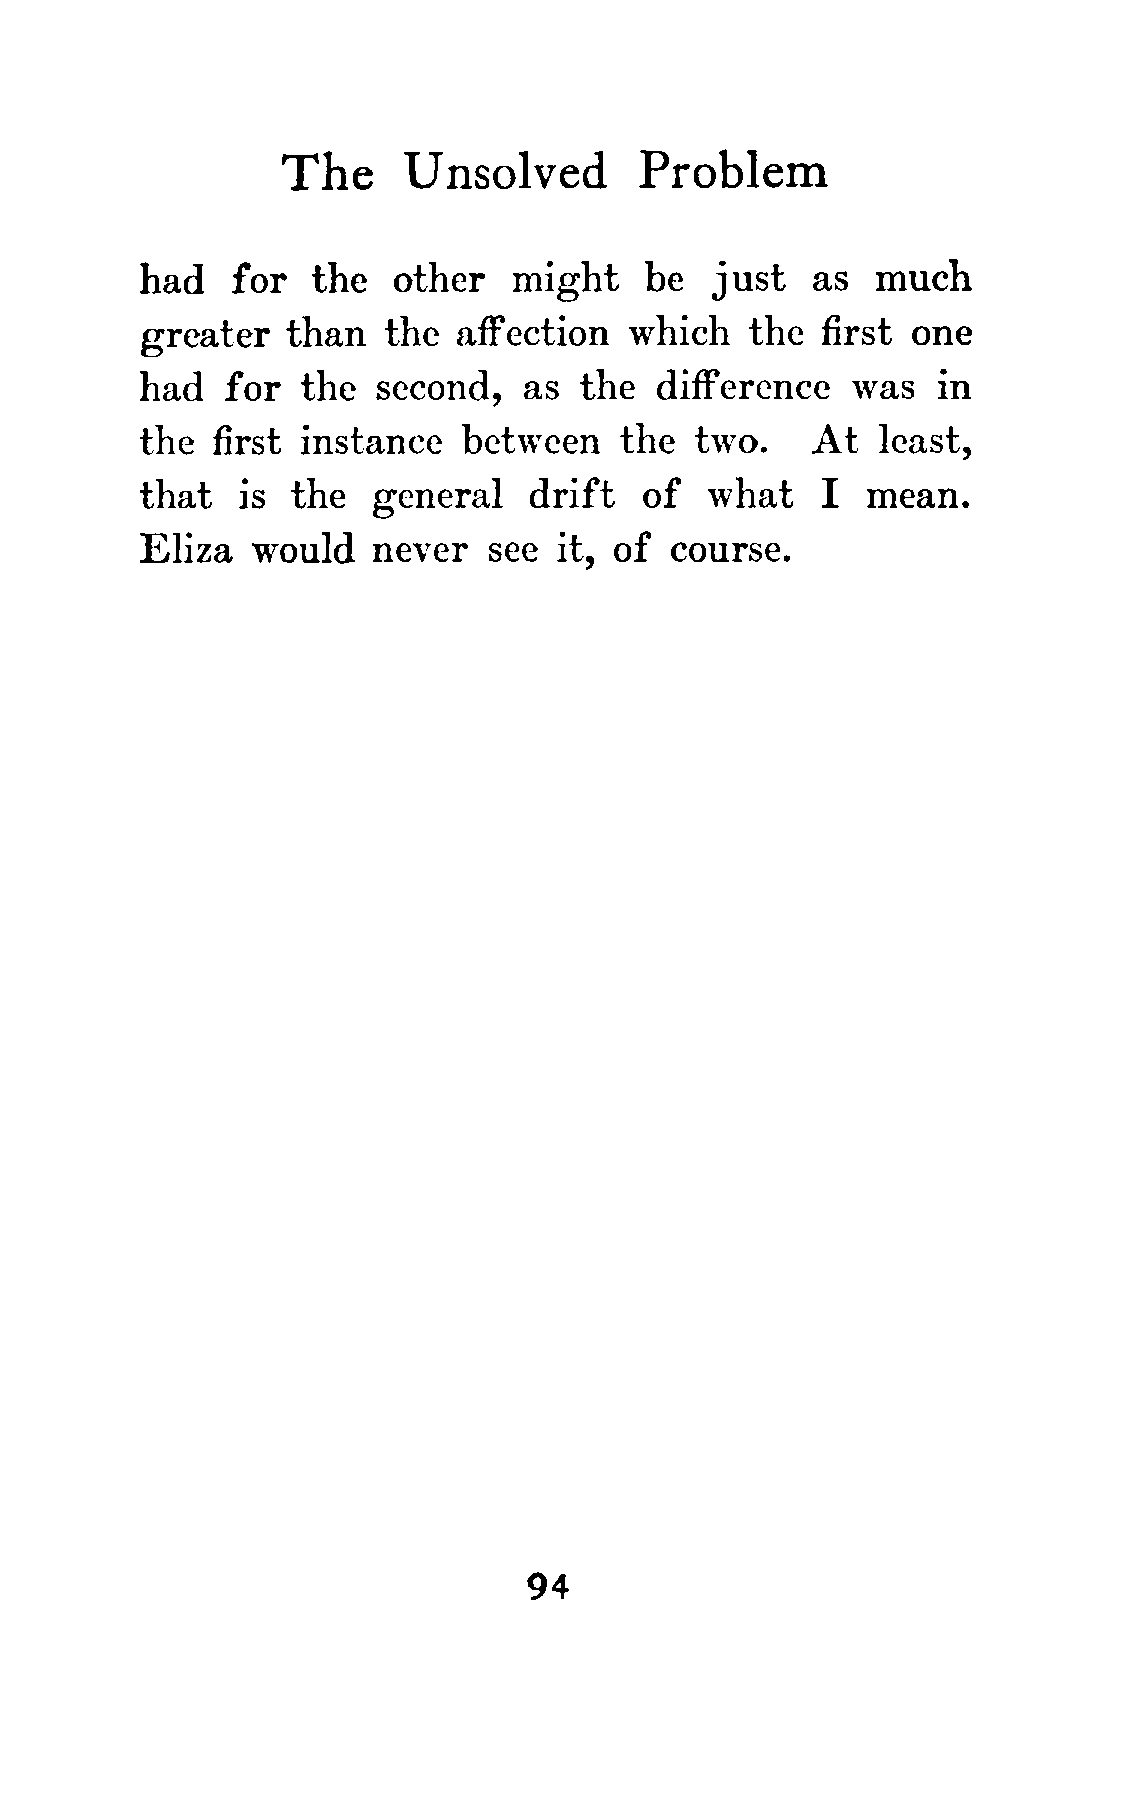 The Unsolved Problem
had for the other might be just as much
greater than the affection which the first one
had for the second, as the difference was in
the first instance between the two. At least,
that is the general drift of what I mean.
Eliza would never see it, of course.
94